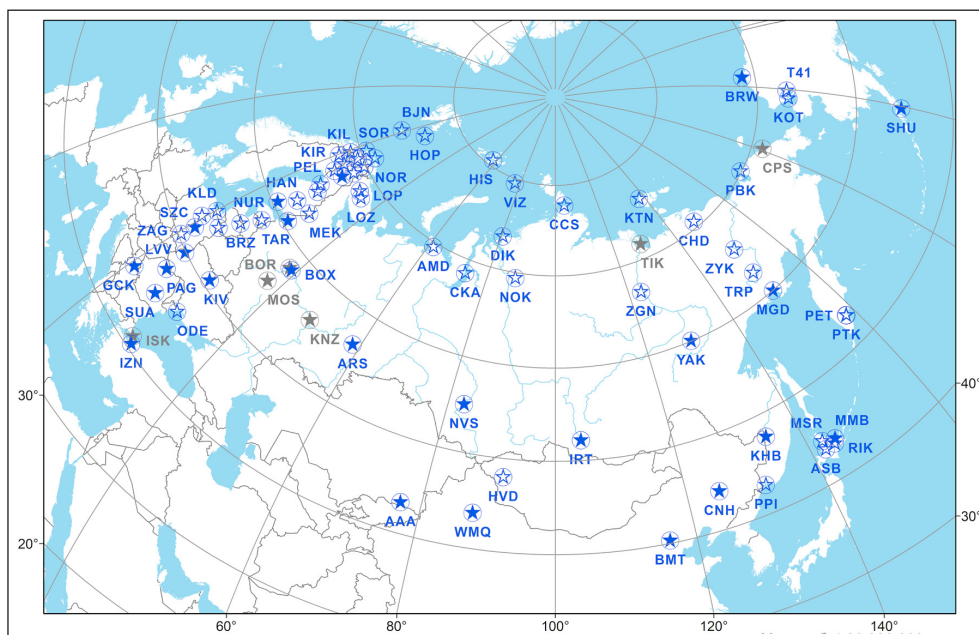 T41
BRW
KOT
SHU
BJN
KIL
SOR
HOP
KIR
CPS
PEL
NOR
HIS
PBK
HAN
LOP
VIZ
KLD
NUR
LOZ
KTN
SZC
MEK
CCS
CHD
ZAG
BRZ
TAR
LVV
BOR
BOX
AMD
DIK
TIK
ZYK
GCK
PAG
MOS
CKA
NOK
TRP
KIV
ZGN
MGD
SUA
ODE
PET
ISK
KNZ
PTK
IZN
ARS
YAK
30°
40°
NVS
MSR
MMB
IRT
KHB
RIK
ASB
HVD
AAA
WMQ
CNH
PPI
30°
20°
BMT
60°
80°
100°
120°
140°